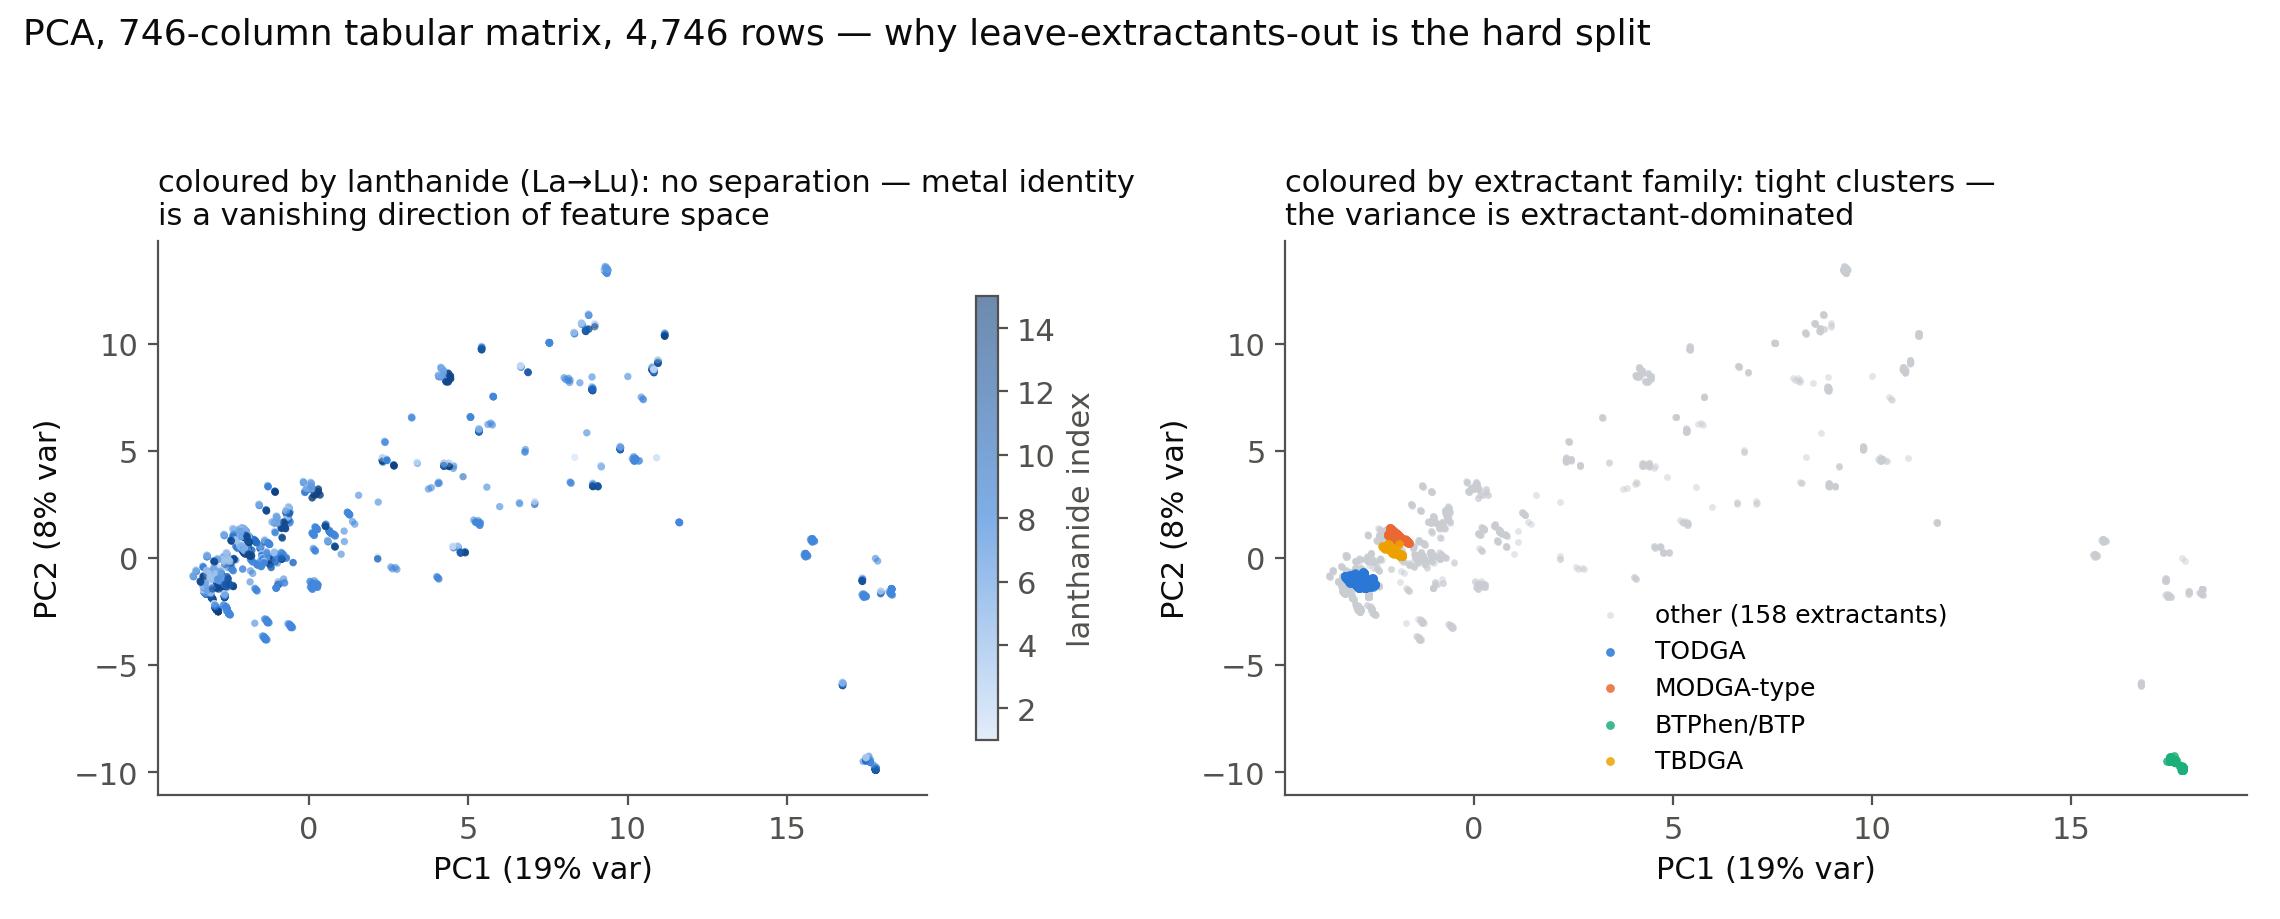 PCA, 746-column tabular matrix, 4,746 rows — why leave-extractants-out is the hard split
coloured by lanthanide (La→Lu): no separation — metal identity
is a vanishing direction of feature space
PC2 (8% var)
10
5
0
−5
−10
0
5
10
15
PC1 (19% var)
14
12
10
8
6
4
2
lanthanide index
coloured by extractant family: tight clusters —
the variance is extractant-dominated
PC2 (8% var)
10
5
0
−5
−10
other (158 extractants)
TODGA
MODGA-type
BTPhen/BTP
TBDGA
0
5
10
15
PC1 (19% var)